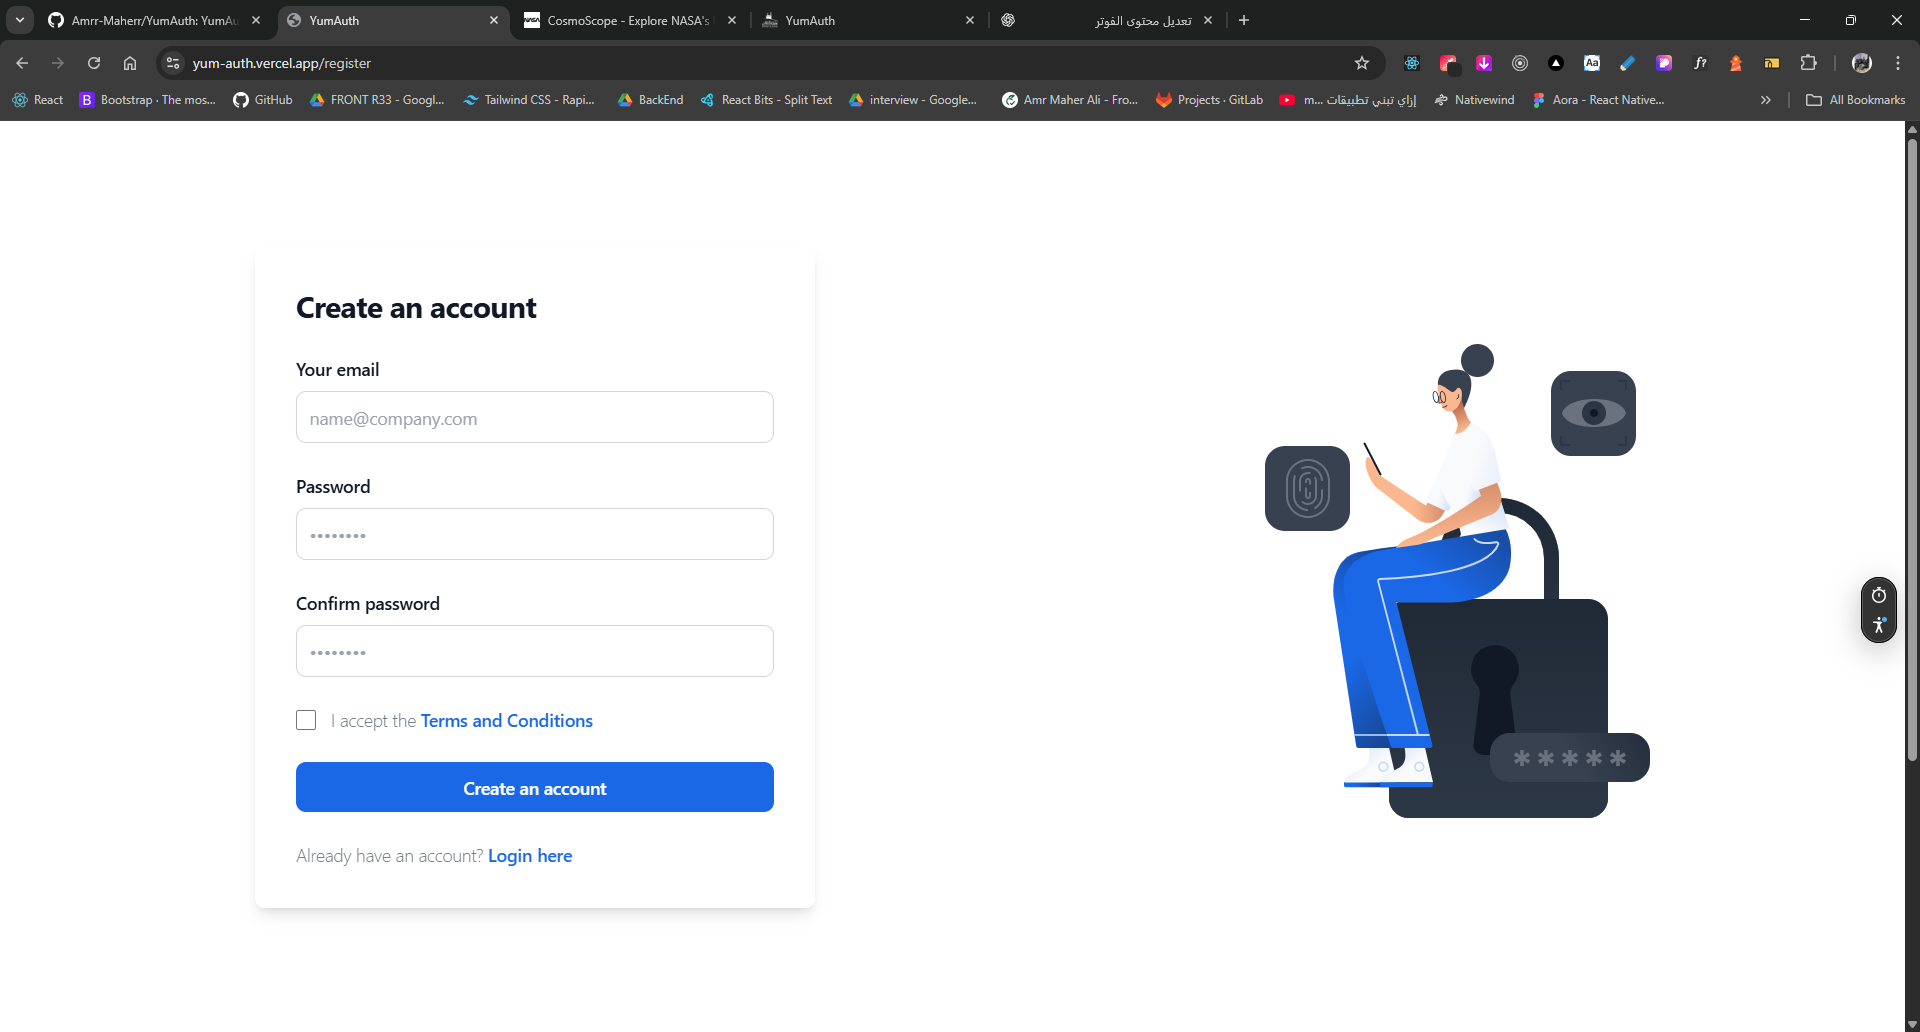 Amrr-Maherr/YumAuth: YumAu
YumAuth
CosmoScope - Explore NASA's
YumAuth
تعديل محتوى الفوتر
yum-auth.vercel.app/register
React
Bootstrap · The mos...
GitHub
FRONT R33 - Googl...
Tailwind CSS - Rapi...
BackEnd
React Bits - Split Text
interview - Google...
Amr Maher Ali - Fro...
Projects · GitLab
إزاي تبني تطبيقات m...
Nativewind
Aora - React Native...
All Bookmarks
Create an account
Your email
name@company.com
Password
••••••••
Confirm password
••••••••
I accept the Terms and Conditions
Create an account
Already have an account? Login here
*****